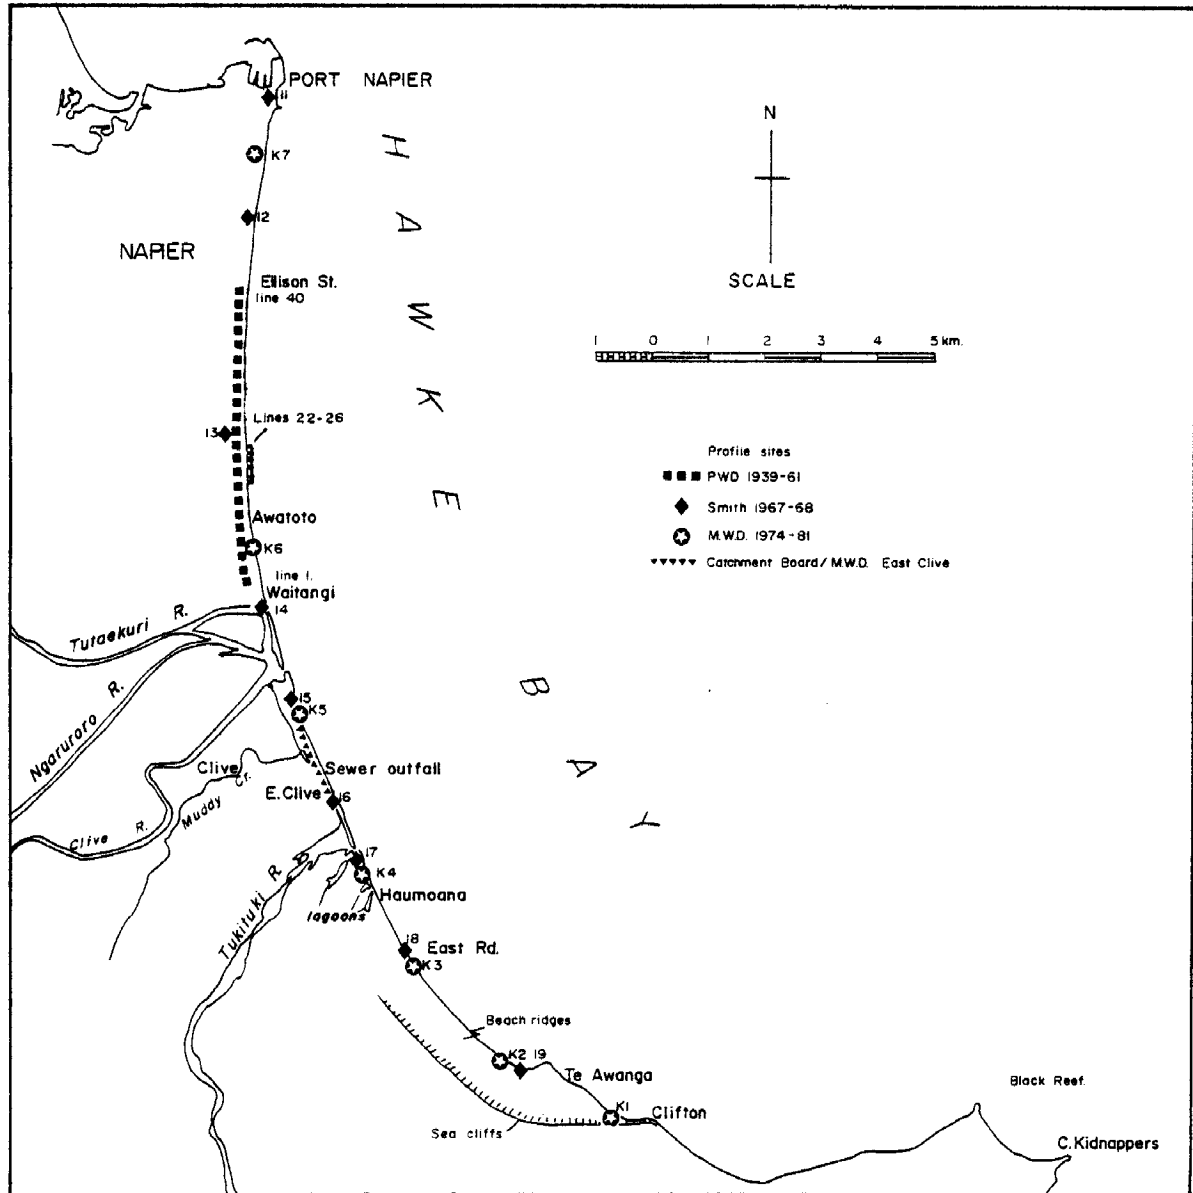 PORT NAPIER
11
K7
12
NAPIER
HAWKE BAY
N
SCALE
1 0 1 2 3 4 5 km.
Ellison St.
line 40
Lines 22-26
13
Profile sites
PWD 1939-61
Smith 1967-68
M.W.D. 1974-81
Catchment Board/M.W.D. East Clive
Awatoto
K6
line 1.
Waitangi
14
Tutaekuri R.
Ngaruroro R.
15
K5
Clive
Sewer outfall
E. Clive
16
Muddy Cr.
Clive R.
17
K4
Haumoana
lagoons
Tukituki R
18
East Rd.
K3
Beach ridges
K2 19
Te Awanga
K1
Clifton
Sea cliffs
Black Reef.
C. Kidnappers